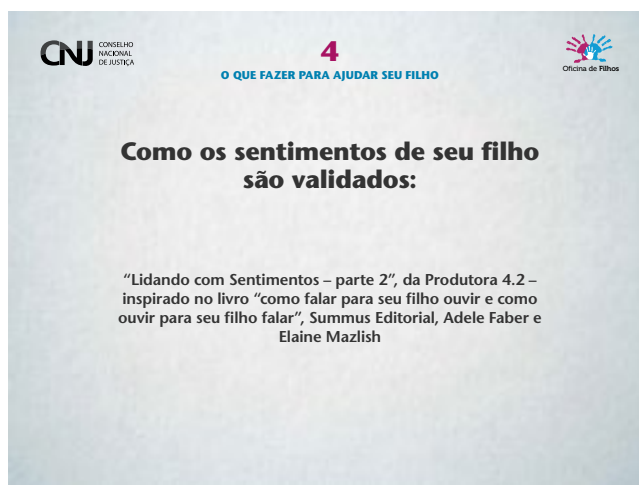 CNJ
CONSELHO
NACIONAL
DE JUSTIÇA
4
O QUE FAZER PARA AJUDAR SEU FILHO
Oficina de Filhos
Como os sentimentos de seu filho
são validados:
“Lidando com Sentimentos – parte 2”, da Produtora 4.2 –
inspirado no livro “como falar para seu filho ouvir e como
ouvir para seu filho falar”, Summus Editorial, Adele Faber e
Elaine Mazlish